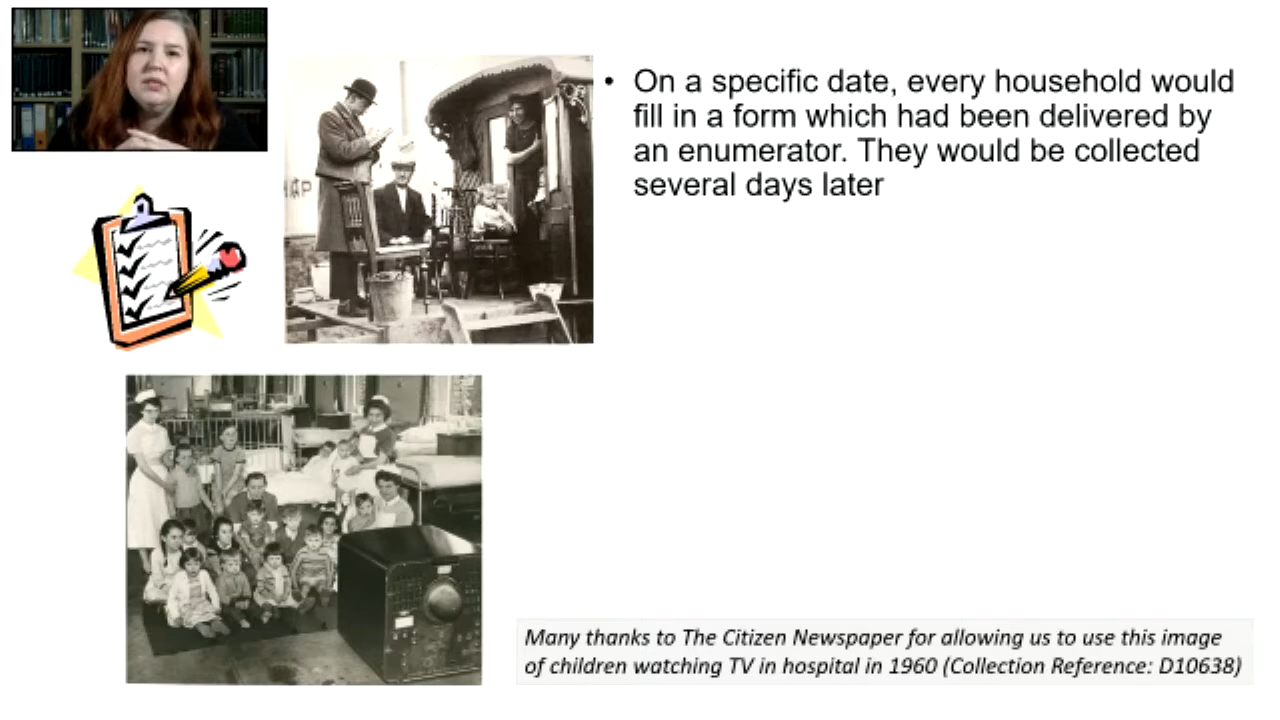 • On a specific date, every household would
fill in a form which had been delivered by
an enumerator. They would be collected
several days later
Many thanks to The Citizen Newspaper for allowing us to use this image
of children watching TV in hospital in 1960 (Collection Reference: D10638)